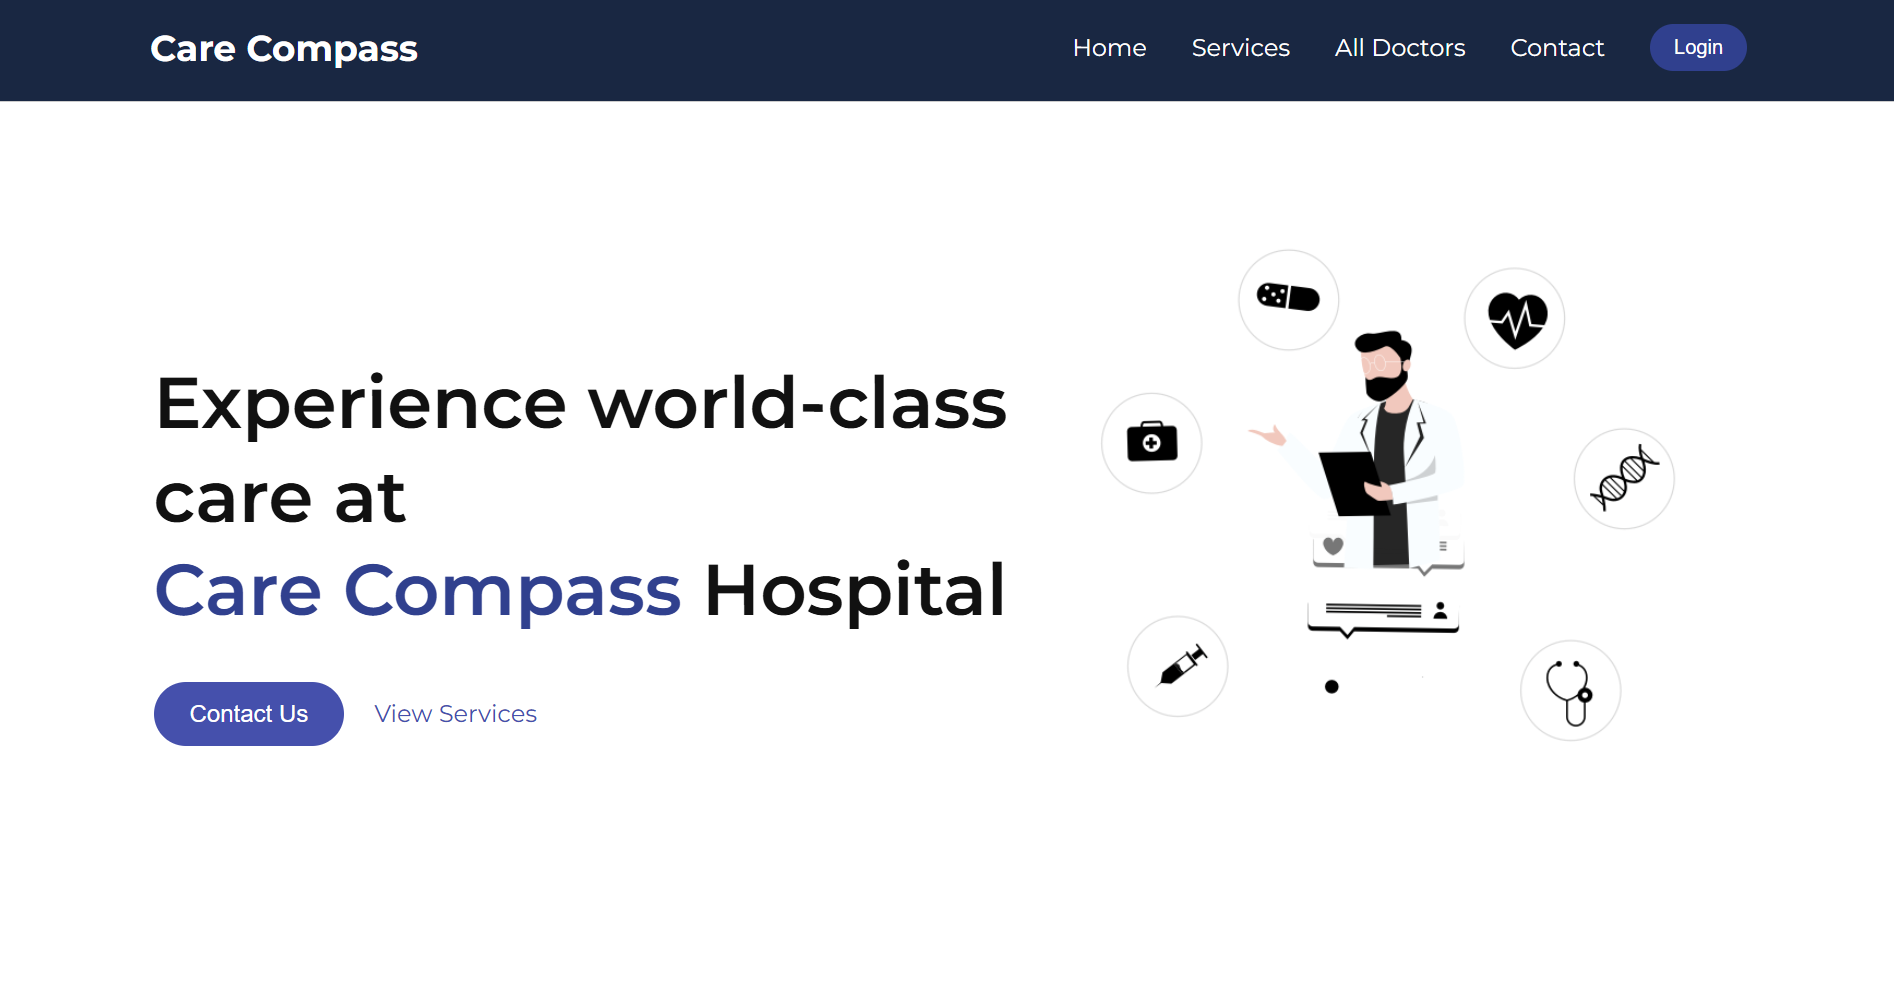 Care Compass
Home
Services
All Doctors
Contact
Login
Experience world-class
care at
Care Compass Hospital
Contact Us
View Services